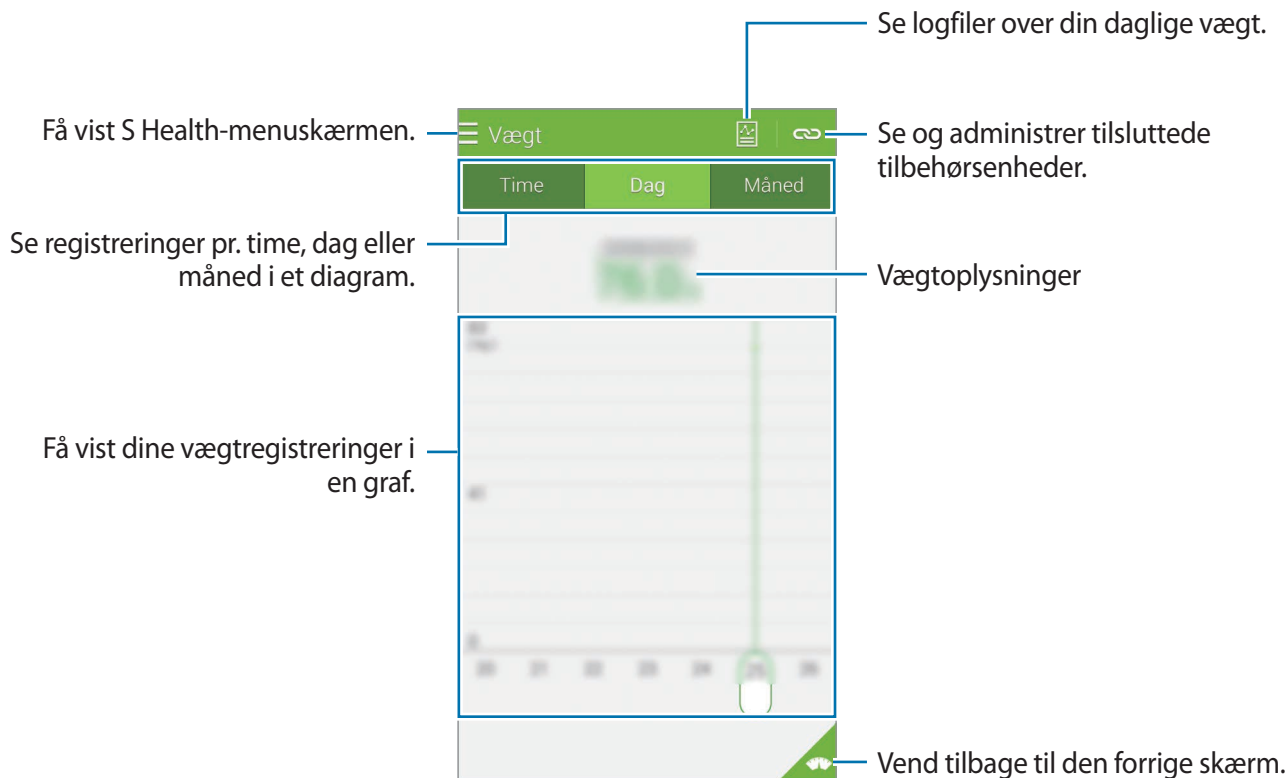 Se logfiler over din daglige vægt.
Få vist S Health-menuskærmen.
Vægt
Se og administrer tilsluttede
tilbehørsenheder.
Time
Dag
Måned
Se registreringer pr. time, dag eller
måned i et diagram.
Vægtoplysninger
Få vist dine vægtregistreringer i
en graf.
Vend tilbage til den forrige skærm.